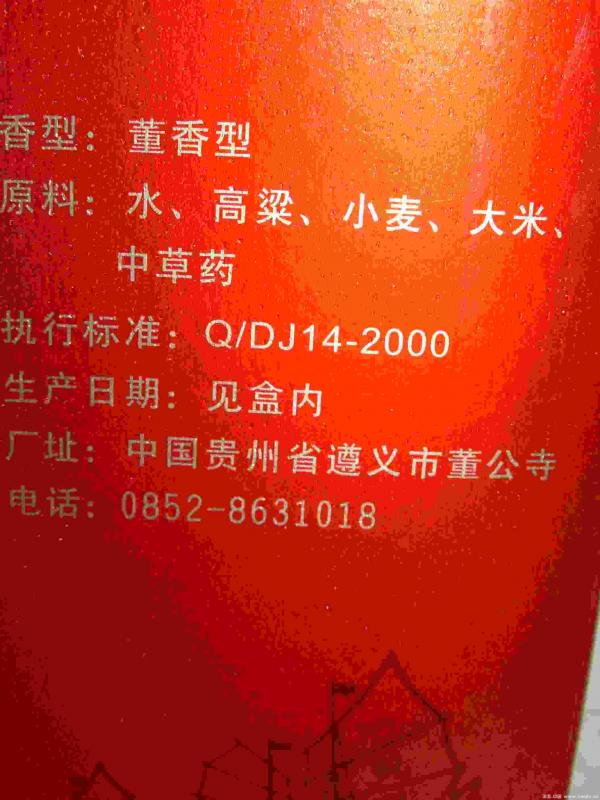 香型：董香型
原料：水、高粱、小麦、大米、
中草药
执行标准：Q/DJ14-2000
生产日期：见盒内
厂址：中国贵州省遵义市董公寺
电话：0852-8631018